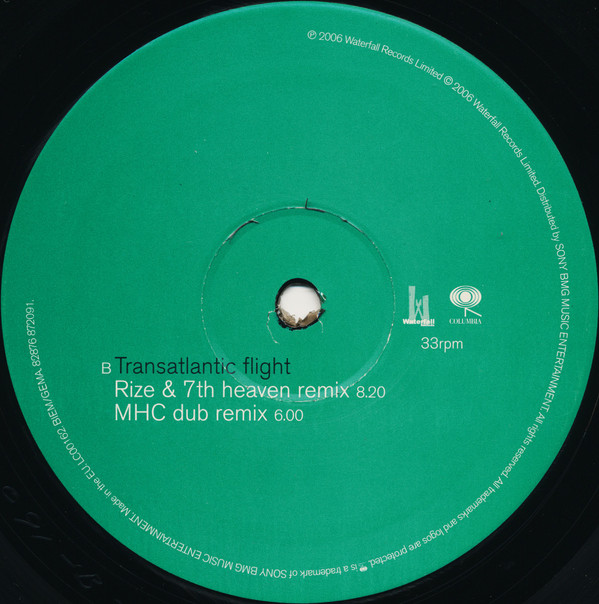 ℗ 2006 Waterfall Records Limited © 2006 Waterfall Records Limited. Distributed by SONY BMG MUSIC ENTERTAINMENT. All rights reserved. All trademarks and logos are protected. is a trademark of SONY BMG MUSIC ENTERTAINMENT. Made in the EU. LC00162. BIEM/GEMA. 82876 872091.
Waterfall
COLUMBIA
33rpm
B Transatlantic flight
Rize & 7th heaven remix 8.20
MHC dub remix 6.00